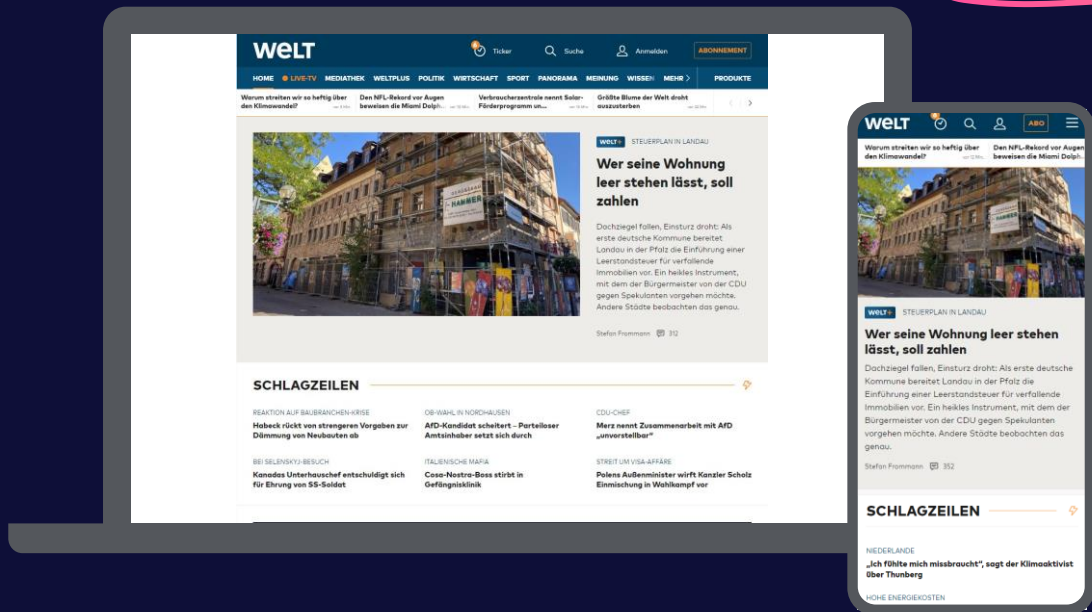 WELT
Ticker
Suche
Anmelden
ABONNEMENT
HOME LIVE-TV MEDIATHEK WELTPLUS POLITIK WIRTSCHAFT SPORT PANORAMA MEINUNG WISSEN MEHR PRODUKTE
Warum streiten wir so heftig über
den Klimawandel?
Den NFL-Rekord vor Augen
beweisen die Miami Dolph...
Verbraucherzentrale nennt Solar-
Förderprogramm un...
Größte Blume der Welt droht
auszusterben
HAMMER
WELT+ STEUERPLAN IN LANDAU
Wer seine Wohnung
leer stehen lässt, soll
zahlen
Dachziegel fallen, Einsturz droht: Als
erste deutsche Kommune bereitet
Landau in der Pfalz die Einführung einer
Leerstandsteuer für verfallende
Immobilien vor. Ein heikles Instrument,
mit dem der Bürgermeister von der CDU
gegen Spekulanten vorgehen möchte.
Andere Städte beobachten das genau.
Stefan Frommann 312
SCHLAGZEILEN
REAKTION AUF BAUBRANCHEN-KRISE
Habeck rückt von strengeren Vorgaben zur
Dämmung von Neubauten ab
OB-WAHL IN NORDHAUSEN
AfD-Kandidat scheitert – Parteiloser
Amtsinhaber setzt sich durch
CDU-CHEF
Merz nennt Zusammenarbeit mit AfD
„unvorstellbar“
BEI SELENSKYJ-BESUCH
Kanadas Unterhauschef entschuldigt sich
für Ehrung von SS-Soldat
ITALIENISCHE MAFIA
Cosa-Nostra-Boss stirbt in
Gefängnisklinik
STREIT UM VISA-AFFÄRE
Polens Außenminister wirft Kanzler Scholz
Einmischung in Wahlkampf vor
WELT
ABO
Warum streiten wir so heftig über
den Klimawandel?
Den NFL-Rekord vor Augen
beweisen die Miami Dolph..
HAMMER
WELT+ STEUERPLAN IN LANDAU
Wer seine Wohnung leer stehen
lässt, soll zahlen
Dachziegel fallen, Einsturz droht: Als erste deutsche
Kommune bereitet Landau in der Pfalz die
Einführung einer Leerstandsteuer für verfallende
Immobilien vor. Ein heikles Instrument, mit dem der
Bürgermeister von der CDU gegen Spekulanten
vorgehen möchte. Andere Städte beobachten das
genau.
Stefan Frommann 352
SCHLAGZEILEN
NIEDERLANDE
„Ich fühlte mich missbraucht“, sagt der Klimaaktivist
über Thunberg
HOHE ENERGIEKOSTEN